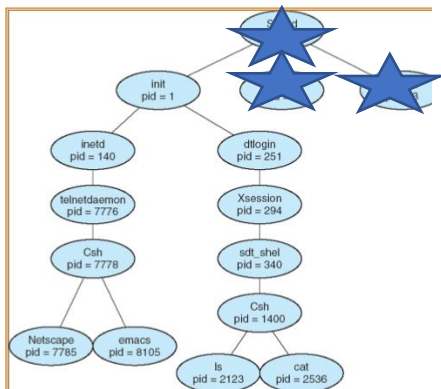 init
pid = 1
inetd
pid = 140
dtlogin
pid = 251
telnetdaemon
pid = 7776
Xsession
pid = 294
Csh
pid = 7778
sdt_shel
pid = 340
Csh
pid = 1400
Netscape
pid = 7785
emacs
pid = 8105
ls
pid = 2123
cat
pid = 2536